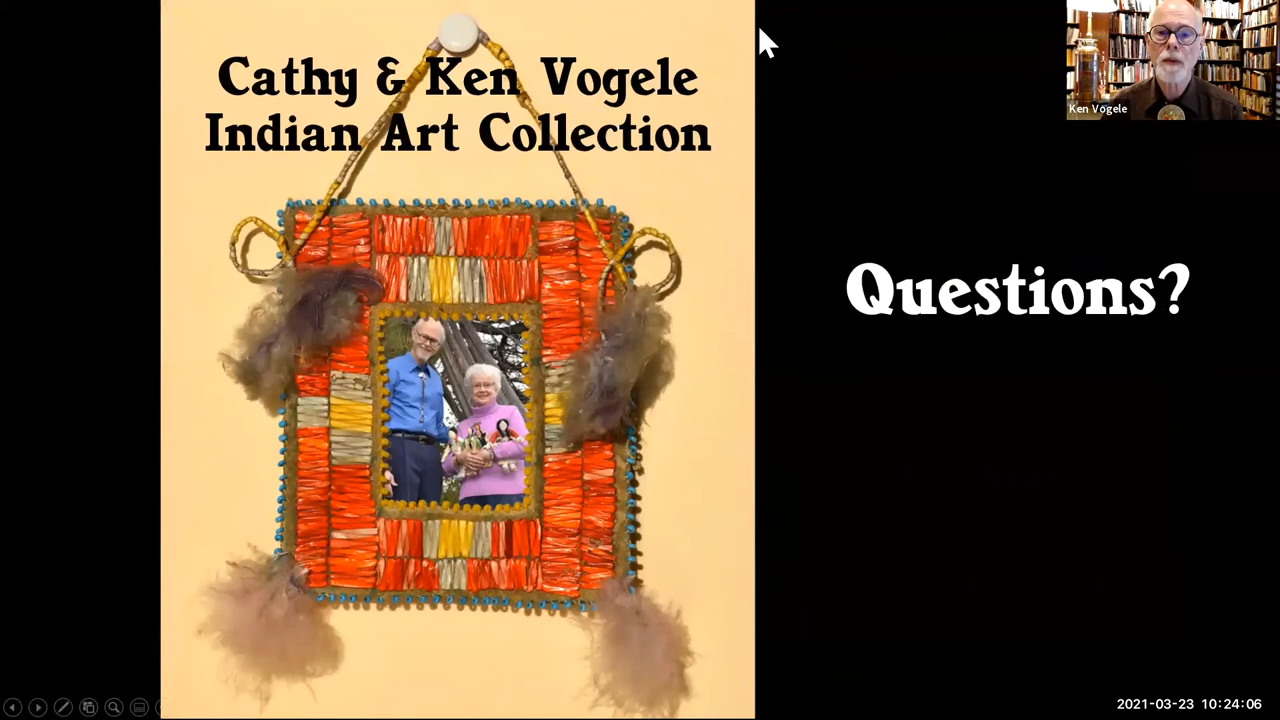 Cathy & Ken Vogele
Indian Art Collection
Ken Vogele
Questions?
2021-03-23 10:24:06